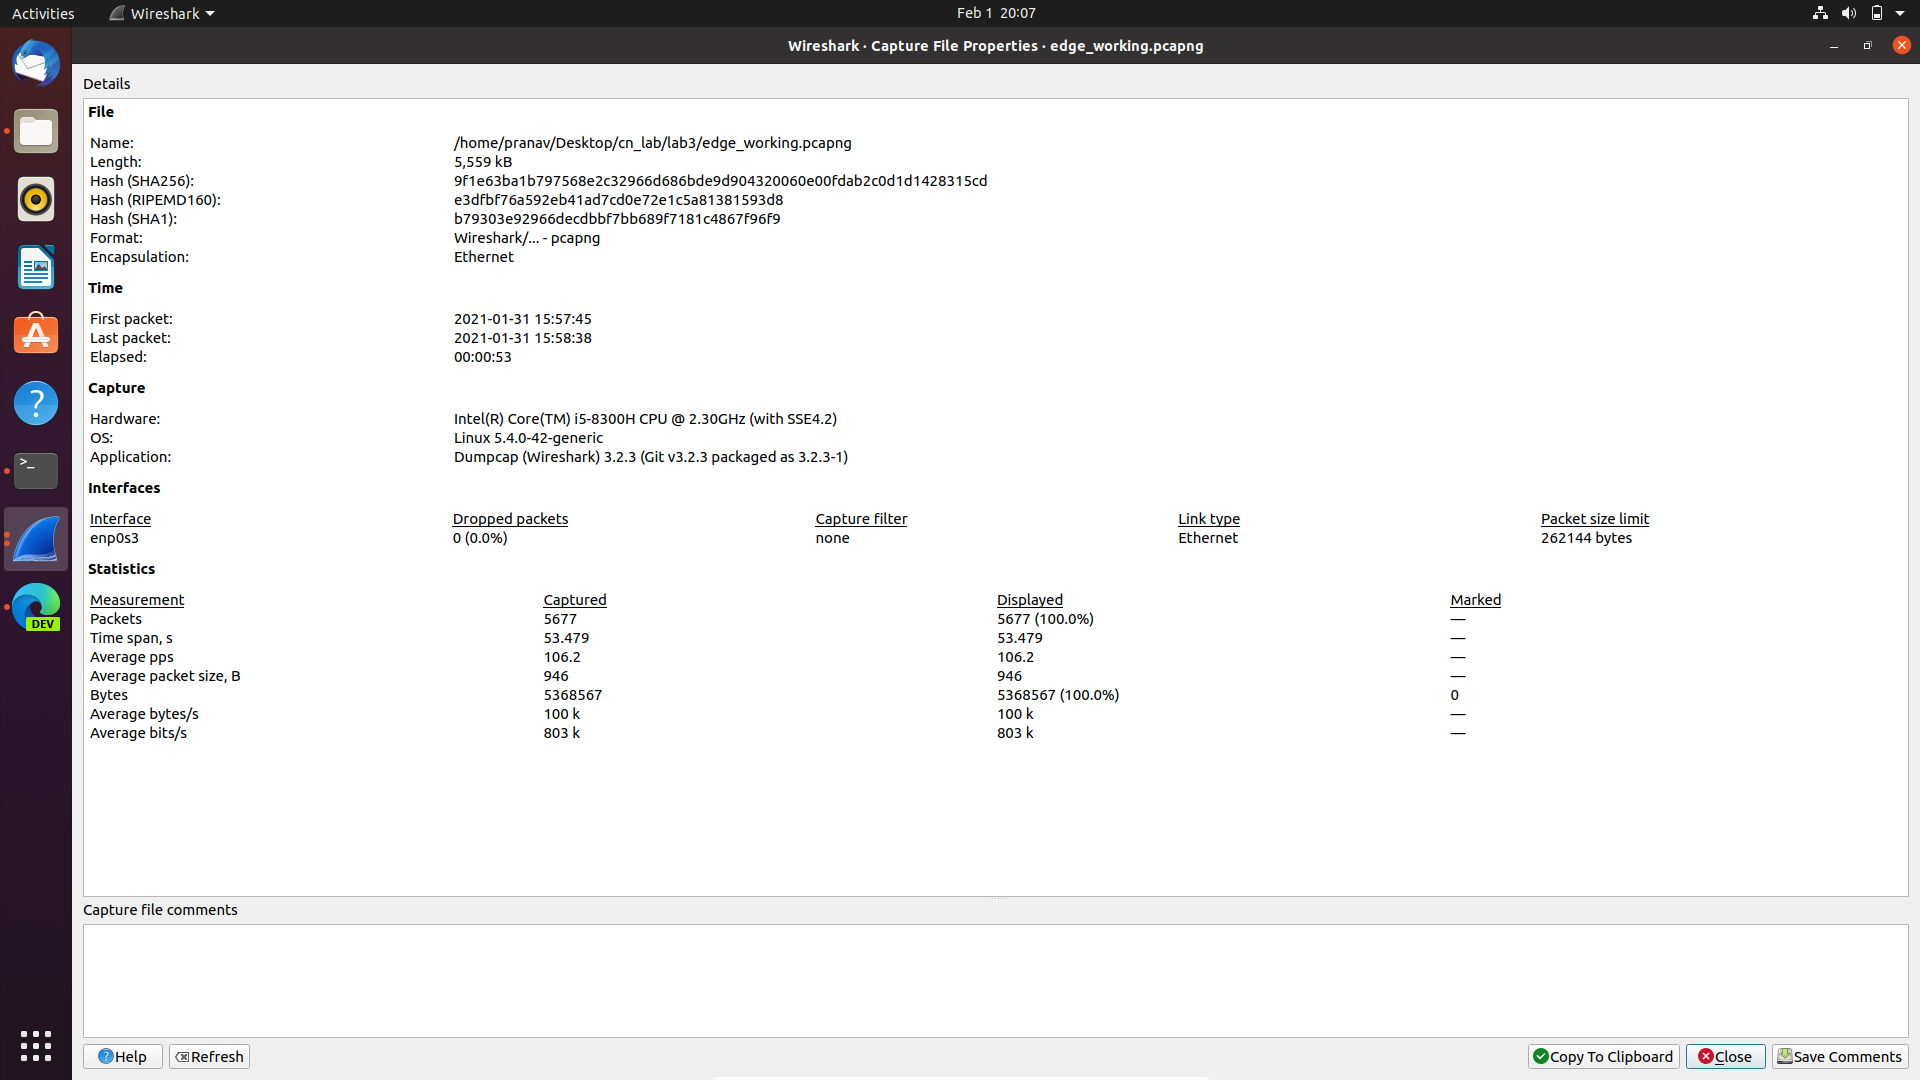 Activities Wireshark Feb 1 20:07
Wireshark · Capture File Properties · edge_working.pcapng
Details
File
Name: /home/pranav/Desktop/cn_lab/lab3/edge_working.pcapng
Length: 5,559 kB
Hash (SHA256): 9f1e63ba1b797568e2c32966d686bde9d904320060e00fdab2c0d1d1428315cd
Hash (RIPEMD160): e3dfbf76a592eb41ad7cd0e72e1c5a81381593d8
Hash (SHA1): b79303e92966decdbbf7bb689f7181c4867f96f9
Format: Wireshark/... - pcapng
Encapsulation: Ethernet
Time
First packet: 2021-01-31 15:57:45
Last packet: 2021-01-31 15:58:38
Elapsed: 00:00:53
Capture
Hardware: Intel(R) Core(TM) i5-8300H CPU @ 2.30GHz (with SSE4.2)
OS: Linux 5.4.0-42-generic
Application: Dumpcap (Wireshark) 3.2.3 (Git v3.2.3 packaged as 3.2.3-1)
Interfaces
Interface Dropped packets Capture filter Link type Packet size limit
enp0s3 0 (0.0%) none Ethernet 262144 bytes
Statistics
Measurement Captured Displayed Marked
Packets 5677 5677 (100.0%) —
Time span, s 53.479 53.479 —
Average pps 106.2 106.2 —
Average packet size, B 946 946 —
Bytes 5368567 5368567 (100.0%) 0
Average bytes/s 100 k 100 k —
Average bits/s 803 k 803 k —
DEV
Capture file comments
Help Refresh Copy To Clipboard Close Save Comments